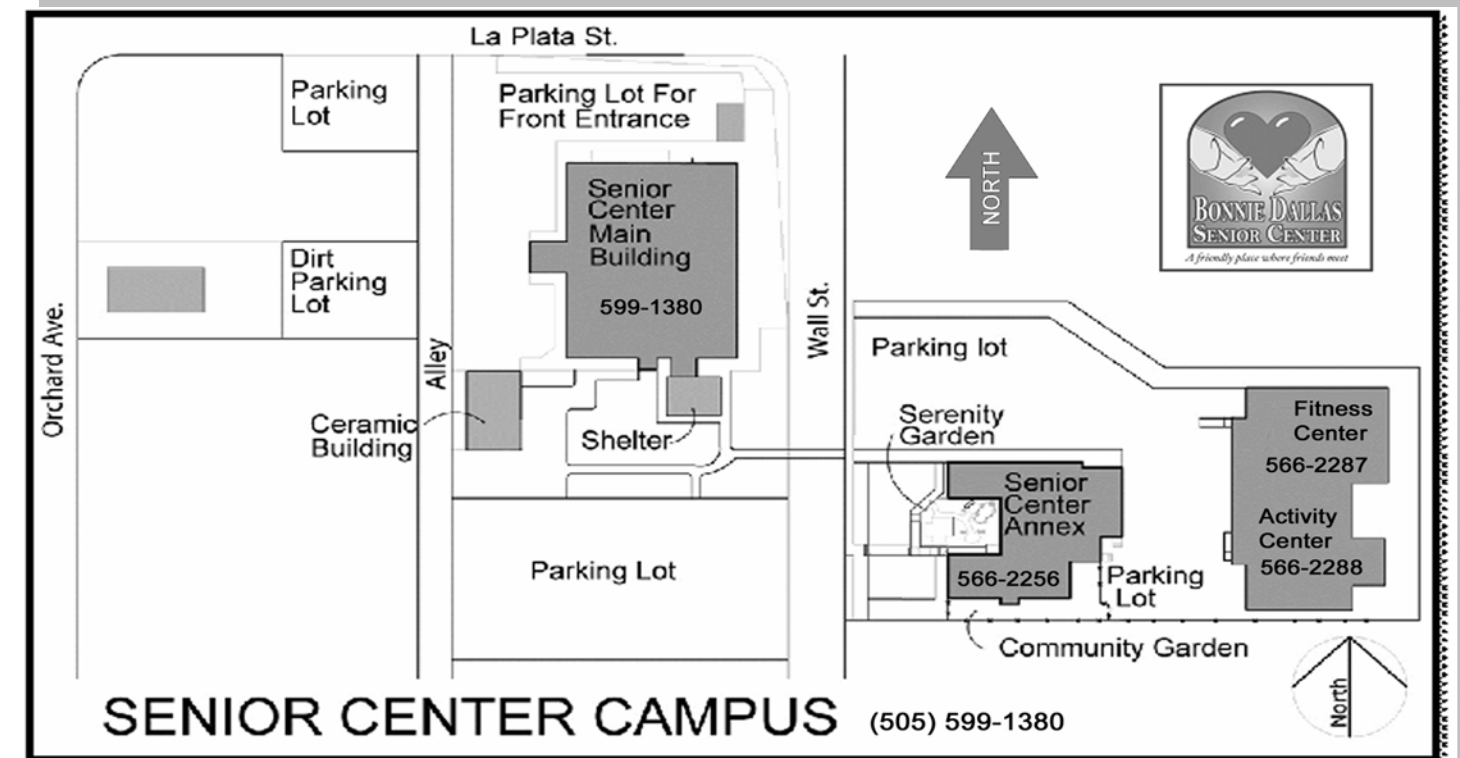 La Plata St.
Parking
Lot
Parking Lot For
Front Entrance
NORTH
BONNIE DALLAS
SENIOR CENTER
A friendly place where friends meet
Senior
Center
Main
Building
599-1380
Dirt
Parking
Lot
Orchard Ave.
Alley
Wall St.
Parking lot
Ceramic
Building
Shelter
Serenity
Garden
Fitness
Center
566-2287
Senior
Center
Annex
566-2256
Activity
Center
566-2288
Parking Lot
Parking
Lot
Community Garden
SENIOR CENTER CAMPUS
(505) 599-1380
North